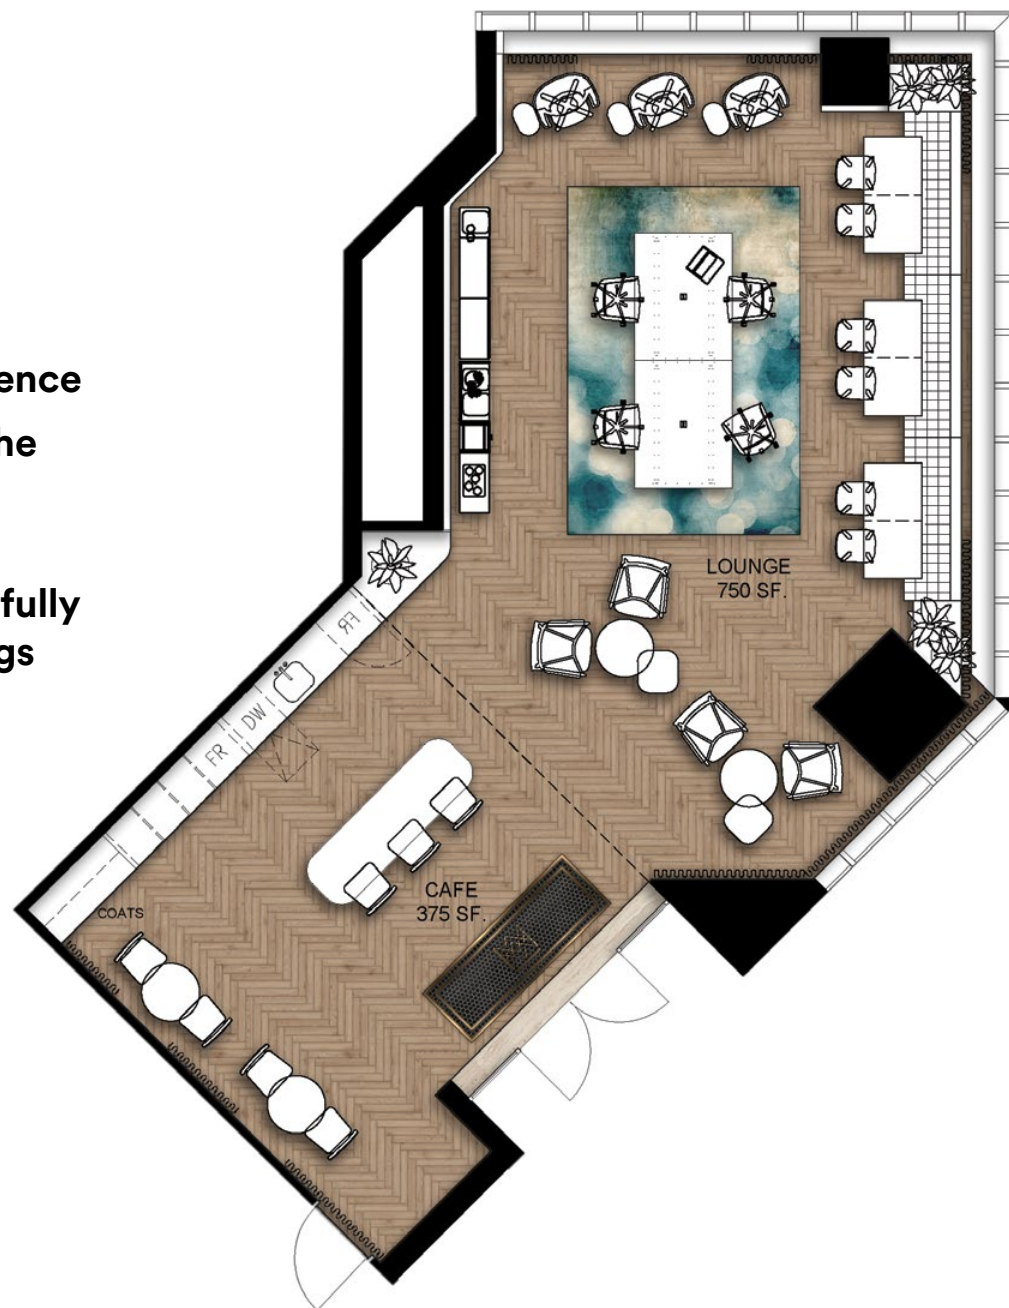 ence
he
fully
gs
LOUNGE
750 SF.
FR
DW
FR
CAFE
375 SF.
COATS